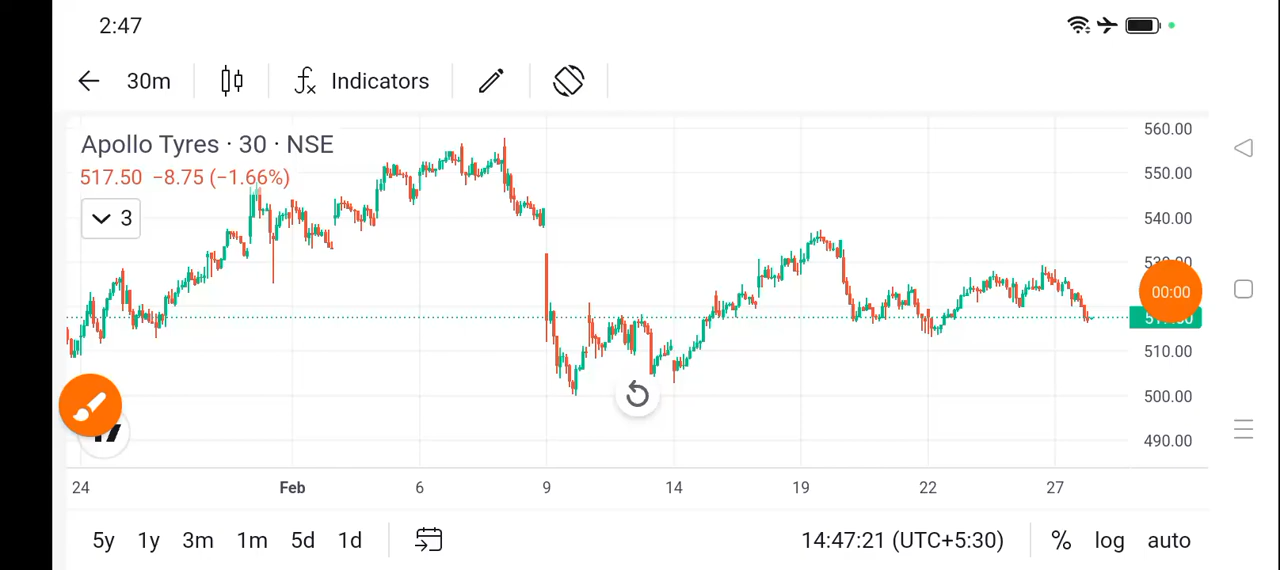 2:47
30m
fx Indicators
Apollo Tyres · 30 · NSE
517.50 −8.75 (−1.66%)
3
560.00
550.00
540.00
00:00
510.00
500.00
490.00
24 Feb 6 9 14 19 22 27
5y 1y 3m 1m 5d 1d
14:47:21 (UTC+5:30) % log auto